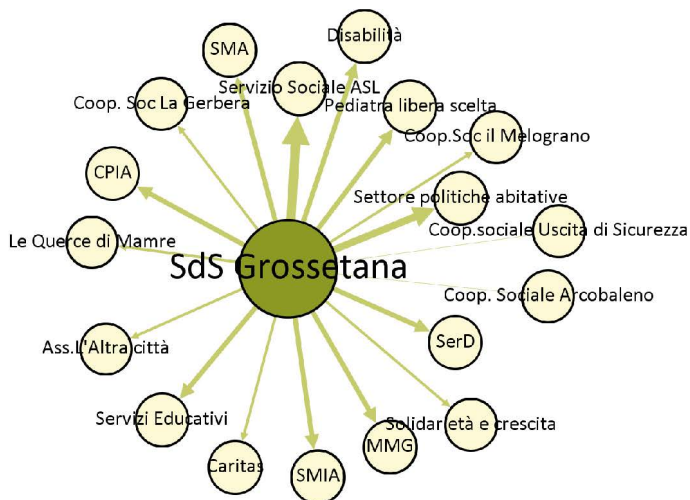 Disabilità
SMA
Servizio Sociale ASL
Coop. Soc La Gerbera
Pediatra libera scelta
Coop.Soc il Melograno
CPIA
Settore politiche abitative
Coop.sociale Uscita di Sicurezza
Le Querce di Mamre
SdS Grossetana
Coop. Sociale Arcobaleno
SerD
Ass.L'Altra città
Servizi Educativi
Solidarietà e crescita
MMG
Caritas
SMIA